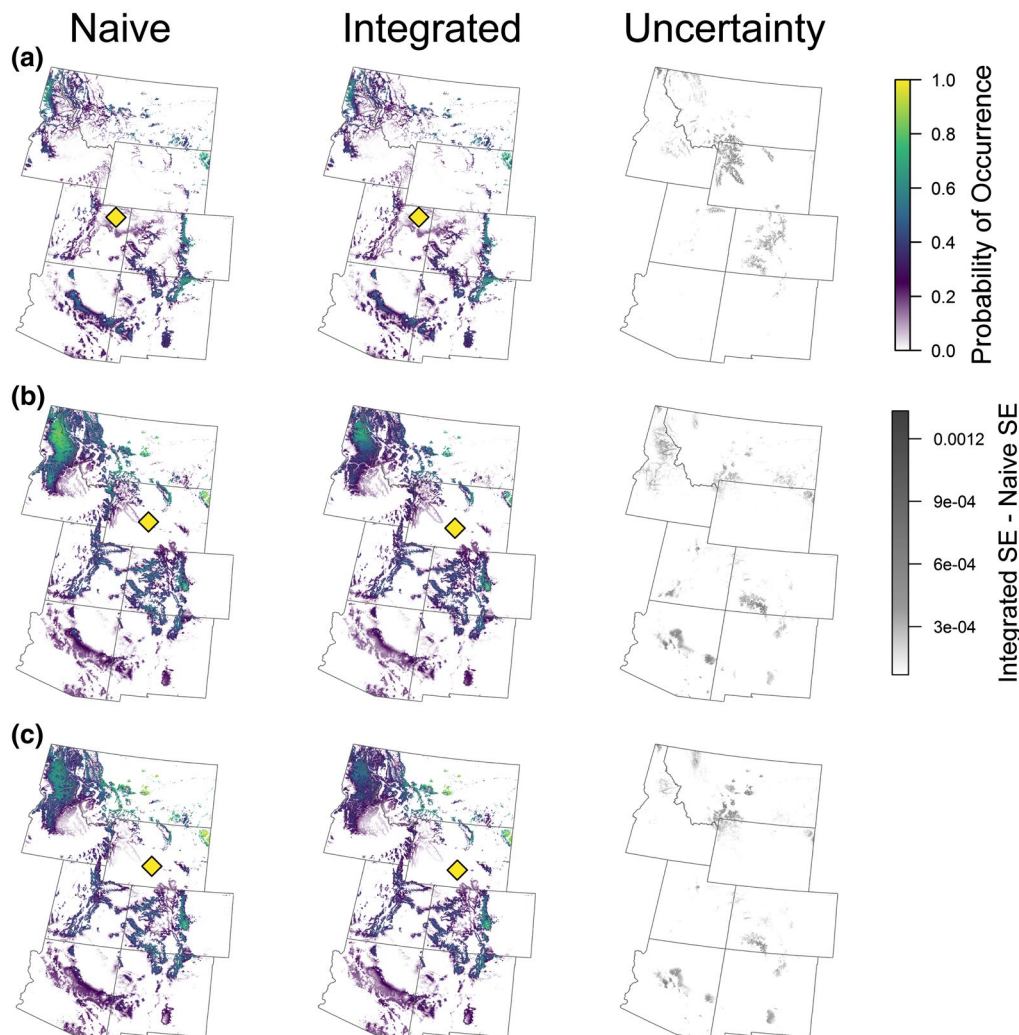 Naive Integrated Uncertainty
(a)
1.0
0.8
0.6
0.4
0.2
0.0
Probability of Occurrence
(b)
0.0012
9e-04
6e-04
3e-04
Integrated SE - Naive SE
(c)